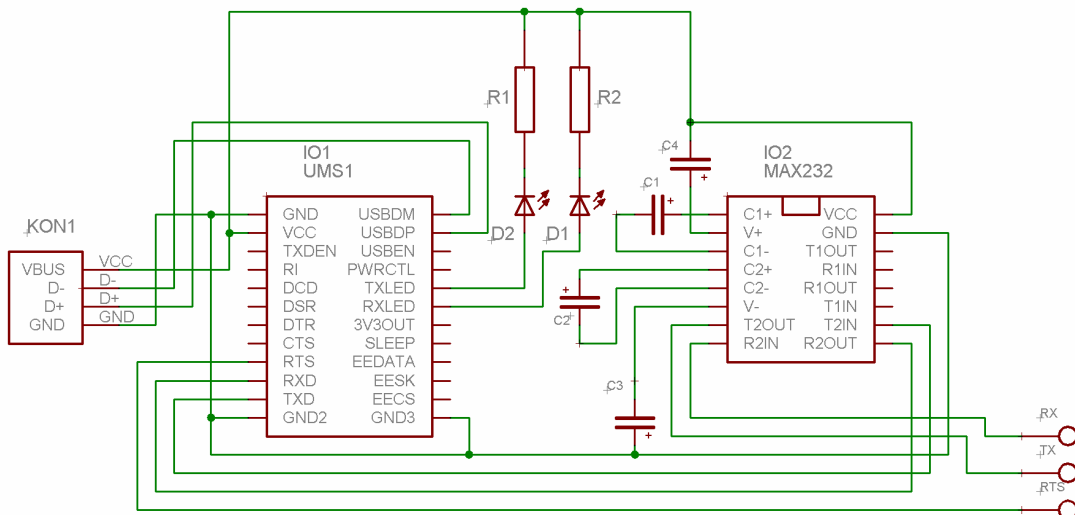 R1
R2
C4
IO1
UMS1
IO2
MAX232
C1
KON1
VBUS
D-
D+
GND
VCC
D-
D+
GND
GND
VCC
TXDEN
RI
DCD
DSR
DTR
CTS
RTS
RXD
TXD
GND2
USBDM
USBDP
USBEN
PWRCTL
TXLED
RXLED
3V3OUT
SLEEP
EEDATA
EESK
EECS
GND3
D2
D1
C2
C3
C1+
V+
C1-
C2+
C2-
V-
T2OUT
R2IN
VCC
GND
T1OUT
R1IN
R1OUT
T1IN
T2IN
R2OUT
RX
TX
RTS